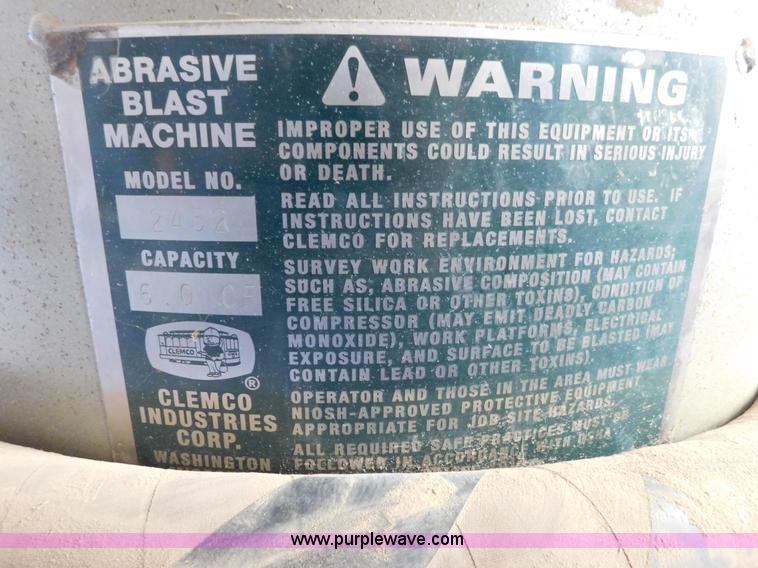 ABRASIVE
BLAST
MACHINE
MODEL NO.
2452
CAPACITY
6.0 CF
CLEMCO
®
CLEMCO
INDUSTRIES
CORP.
WASHINGTON
WARNING
IMPROPER USE OF THIS EQUIPMENT OR ITS
COMPONENTS COULD RESULT IN SERIOUS INJURY
OR DEATH.
READ ALL INSTRUCTIONS PRIOR TO USE. IF
INSTRUCTIONS HAVE BEEN LOST, CONTACT
CLEMCO FOR REPLACEMENTS.
SURVEY WORK ENVIRONMENT FOR HAZARDS;
SUCH AS, ABRASIVE COMPOSITION (MAY CONTAIN
FREE SILICA OR OTHER TOXINS), CONDITION OF
COMPRESSOR (MAY EMIT DEADLY CARBON
MONOXIDE), WORK PLATFORMS, ELECTRICAL
EXPOSURE, AND SURFACE TO BE BLASTED (MAY
CONTAIN LEAD OR OTHER TOXINS).
OPERATOR AND THOSE IN THE AREA MUST WEAR
NIOSH-APPROVED PROTECTIVE EQUIPMENT
APPROPRIATE FOR JOB SITE HAZARDS.
ALL REQUIRED SAFE PRACTICES MUST BE
FOLLOWED IN ACCORDANCE WITH OSHA
www.purplewave.com